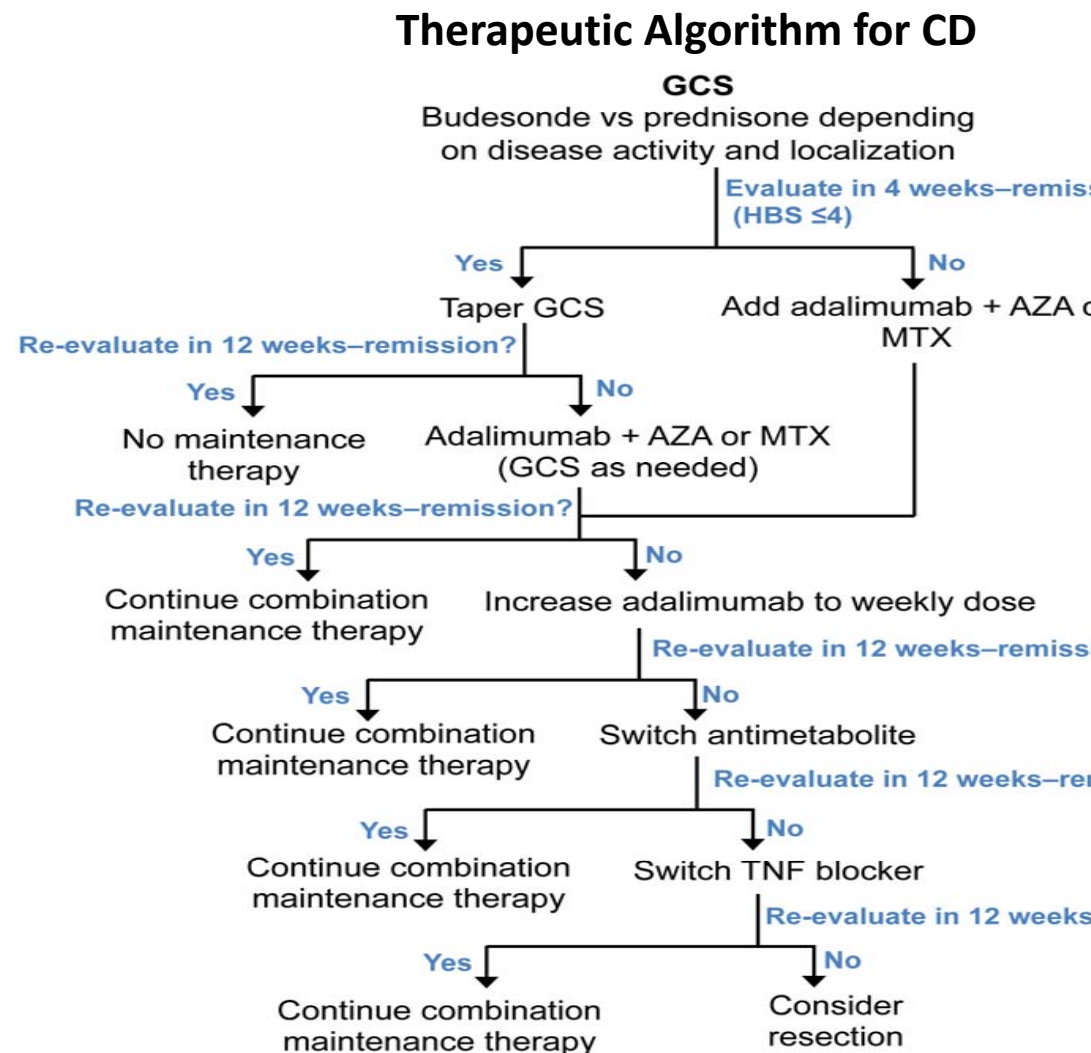 Therapeutic Algorithm for CD
GCS
Budesonde vs prednisone depending
on disease activity and localization
Evaluate in 4 weeks–remiss
(HBS ≤4)
Yes
No
Taper GCS
Add adalimumab + AZA
MTX
Re-evaluate in 12 weeks–remission?
Yes
No
No maintenance
therapy
Adalimumab + AZA or MTX
(GCS as needed)
Re-evaluate in 12 weeks–remission?
Yes
No
Continue combination
maintenance therapy
Increase adalimumab to weekly dose
Re-evaluate in 12 weeks–remiss
Yes
No
Continue combination
maintenance therapy
Switch antimetabolite
Re-evaluate in 12 weeks–re
Yes
No
Continue combination
maintenance therapy
Switch TNF blocker
Re-evaluate in 12 weeks
Yes
No
Continue combination
maintenance therapy
Consider
resection